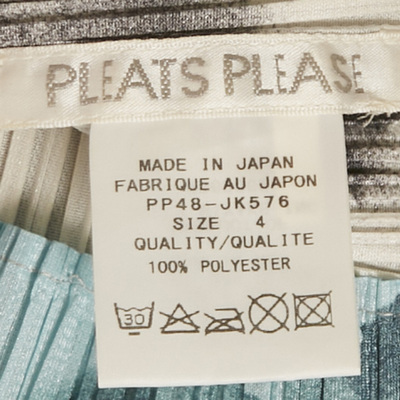 PLEATS PLEASE
MADE IN JAPAN
FABRIQUE AU JAPON
PP48-JK576
SIZE 4
QUALITY/QUALITE
100% POLYESTER
30